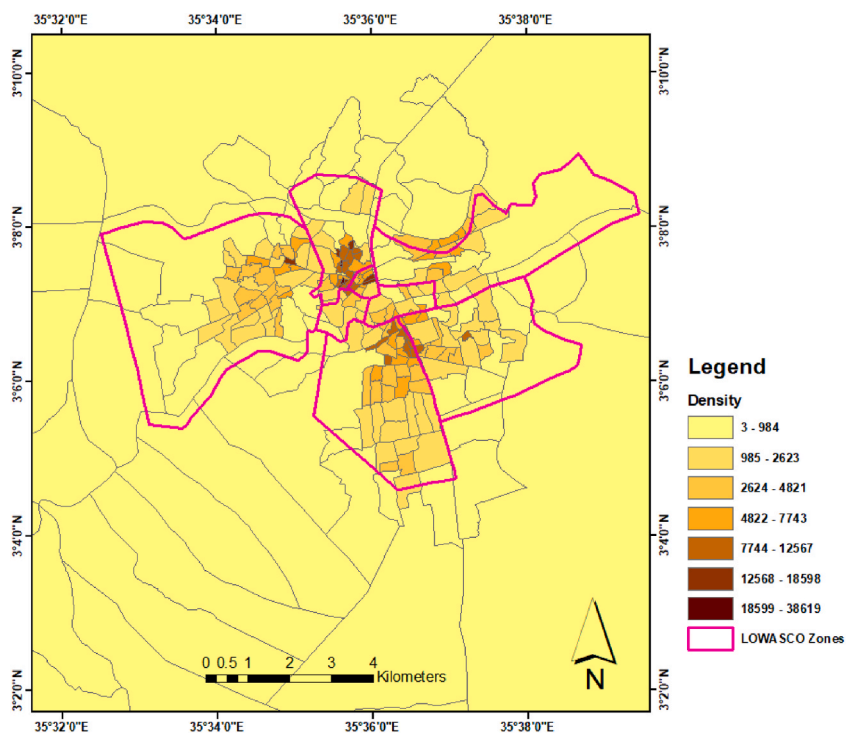 35°32'0"E 35°34'0"E 35°36'0"E 35°38'0"E
3°10'0"N 3°10'0"N
3°8'0"N 3°8'0"N
3°6'0"N 3°6'0"N
Legend
Density
3 - 984
985 - 2623
2624 - 4821
4822 - 7743
7744 - 12567
12568 - 18598
18599 - 38619
LOWASCO Zones
3°4'0"N 3°4'0"N
0 0.5 1 2 3 4
Kilometers
N
3°2'0"N 3°2'0"N
35°32'0"E 35°34'0"E 35°36'0"E 35°38'0"E